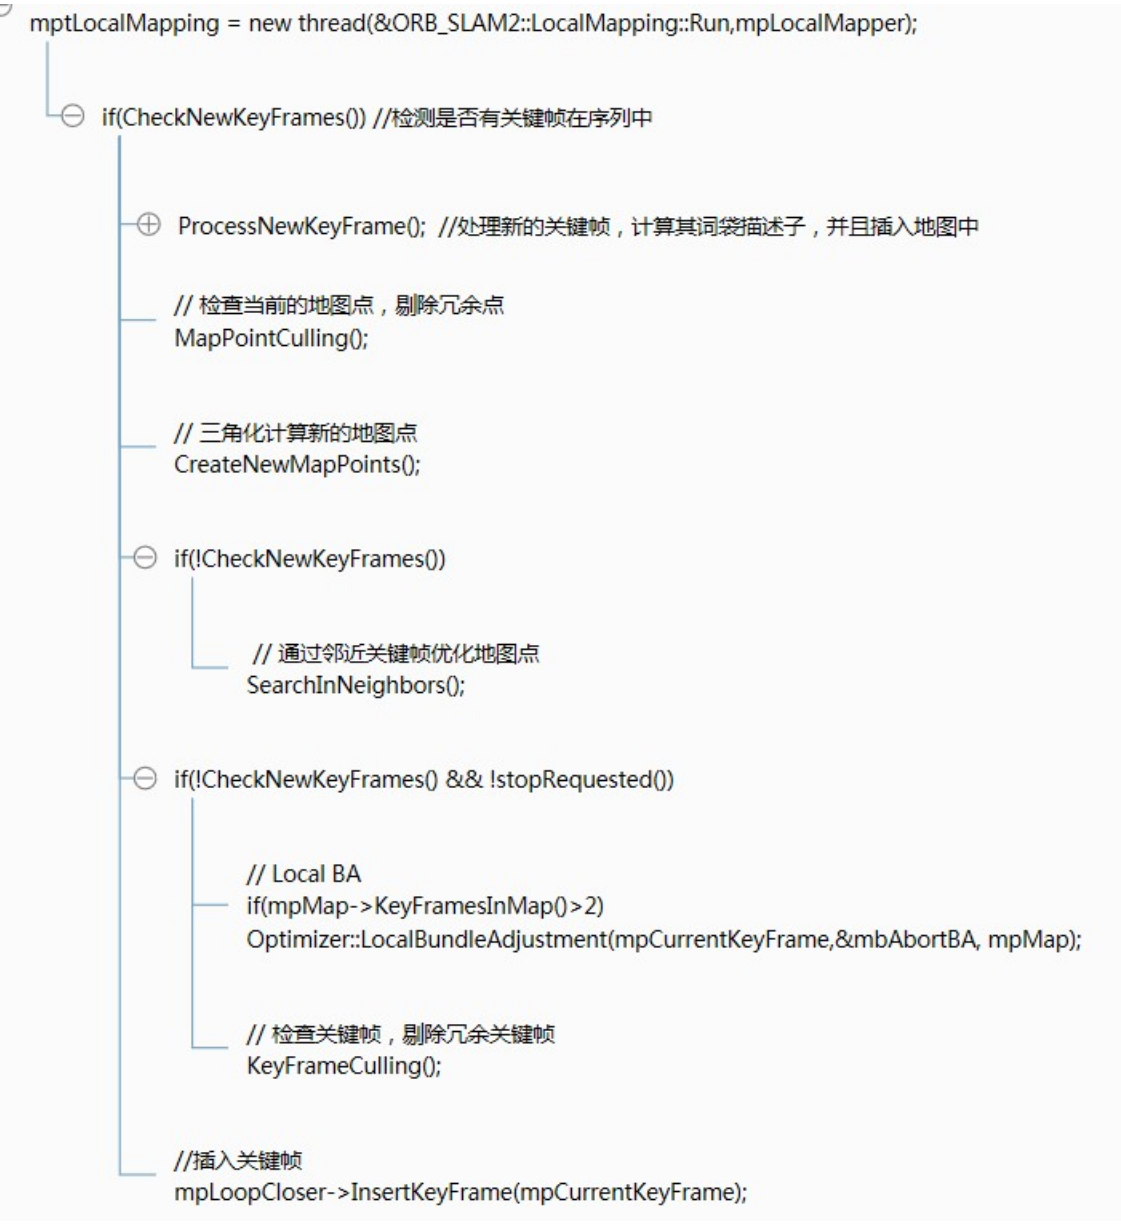 mptLocalMapping = new thread(&ORB_SLAM2::LocalMapping::Run,mpLocalMapper);
if(CheckNewKeyFrames()) //检测是否有关键帧在序列中
ProcessNewKeyFrame(); //处理新的关键帧，计算其词袋描述子，并且插入地图中
// 检查当前的地图点，剔除冗余点
MapPointCulling();
// 三角化计算新的地图点
CreateNewMapPoints();
if(!CheckNewKeyFrames())
// 通过邻近关键帧优化地图点
SearchInNeighbors();
if(!CheckNewKeyFrames() && !stopRequested())
// Local BA
if(mpMap->KeyFramesInMap()>2)
Optimizer::LocalBundleAdjustment(mpCurrentKeyFrame,&mbAbortBA, mpMap);
// 检查关键帧，剔除冗余关键帧
KeyFrameCulling();
//插入关键帧
mpLoopCloser->InsertKeyFrame(mpCurrentKeyFrame);